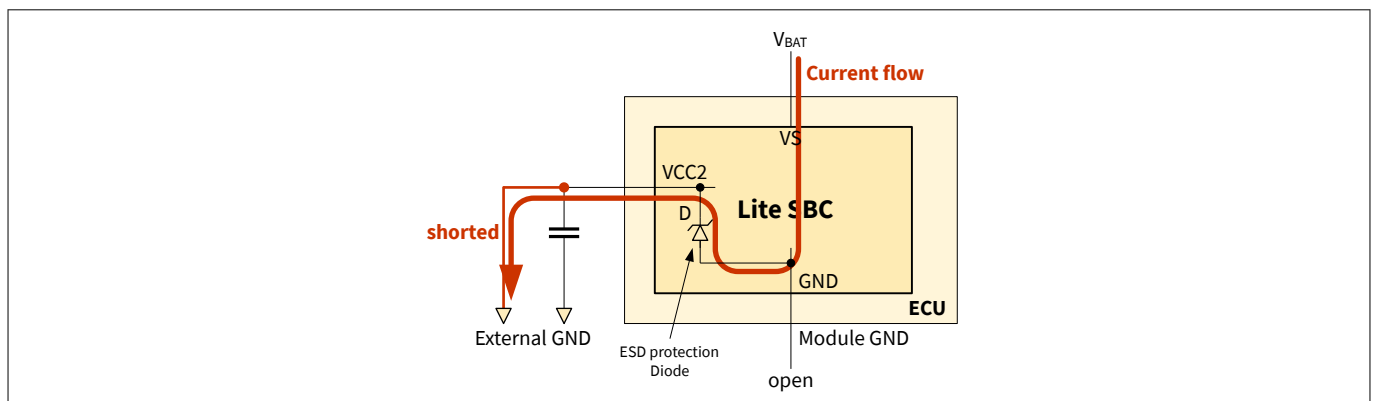 VBAT
Current flow
VS
VCC2
D
Lite SBC
shorted
GND
ECU
External GND
Module GND
ESD protection
Diode
open